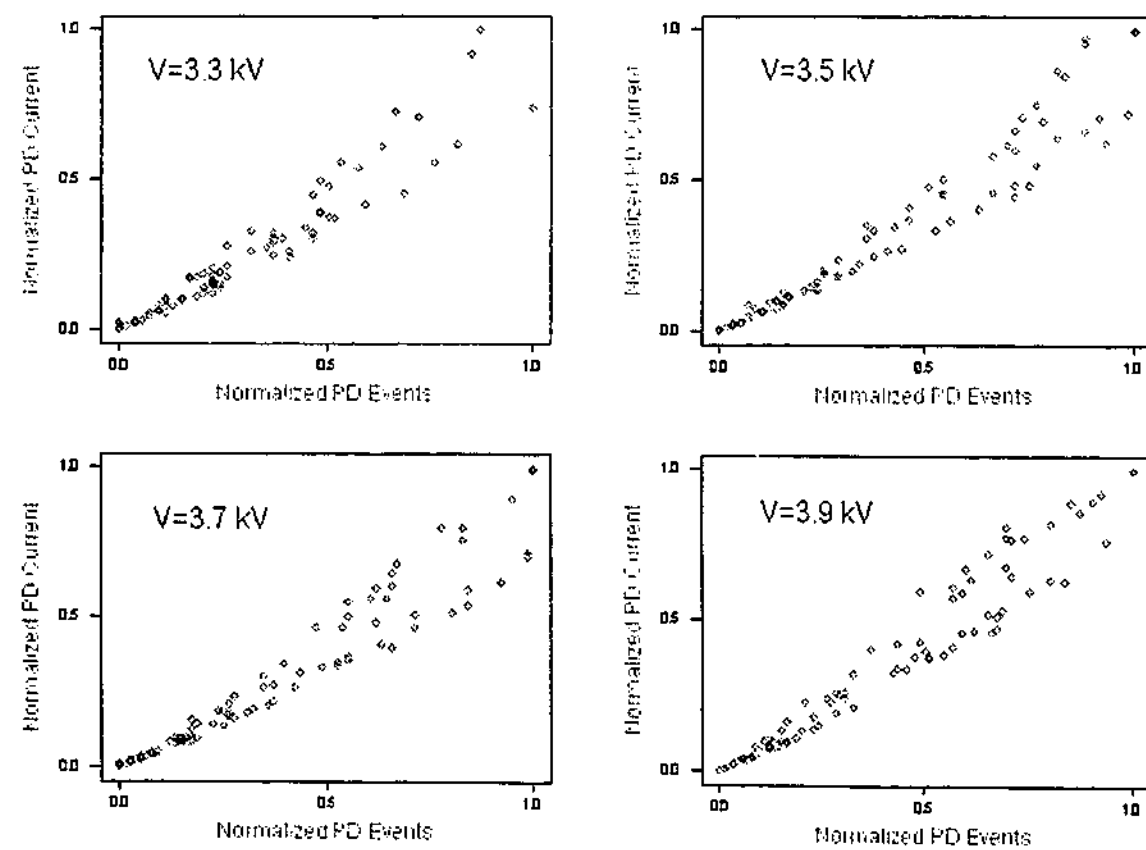 1.0
V=3.3 kV
Normalized PD Current
0.5
0.0
0.0 0.5 1.0
Normalized PD Events
1.0
V=3.5 kV
Normalized PD Current
0.5
0.0
0.0 0.5 1.0
Normalized PD Events
1.0
V=3.7 kV
Normalized PD Current
0.5
0.0
0.0 0.5 1.0
Normalized PD Events
1.0
V=3.9 kV
Normalized PD Current
0.5
0.0
0.0 0.5 1.0
Normalized PD Events